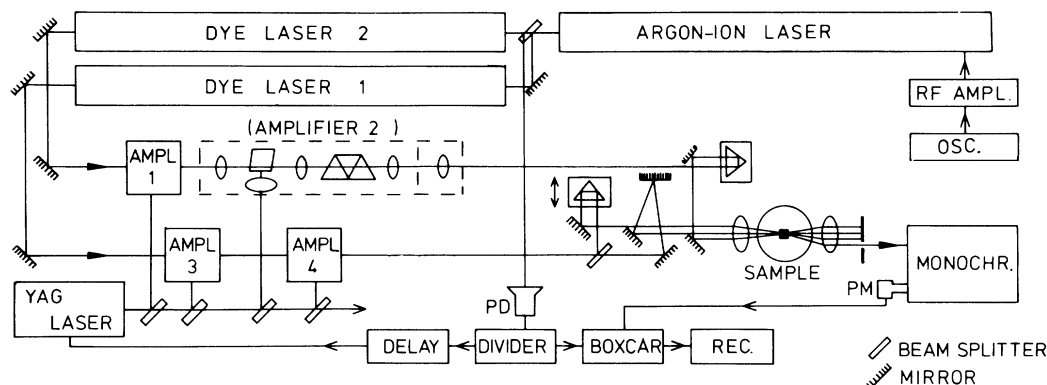 DYE LASER 2
ARGON-ION LASER
DYE LASER 1
RF AMPL.
(AMPLIFIER 2)
OSC.
AMPL
1
AMPL
3
AMPL
4
SAMPLE
MONOCHR.
YAG
LASER
PD
PM
DELAY
DIVIDER
BOXCAR
REC.
BEAM SPLITTER
MIRROR